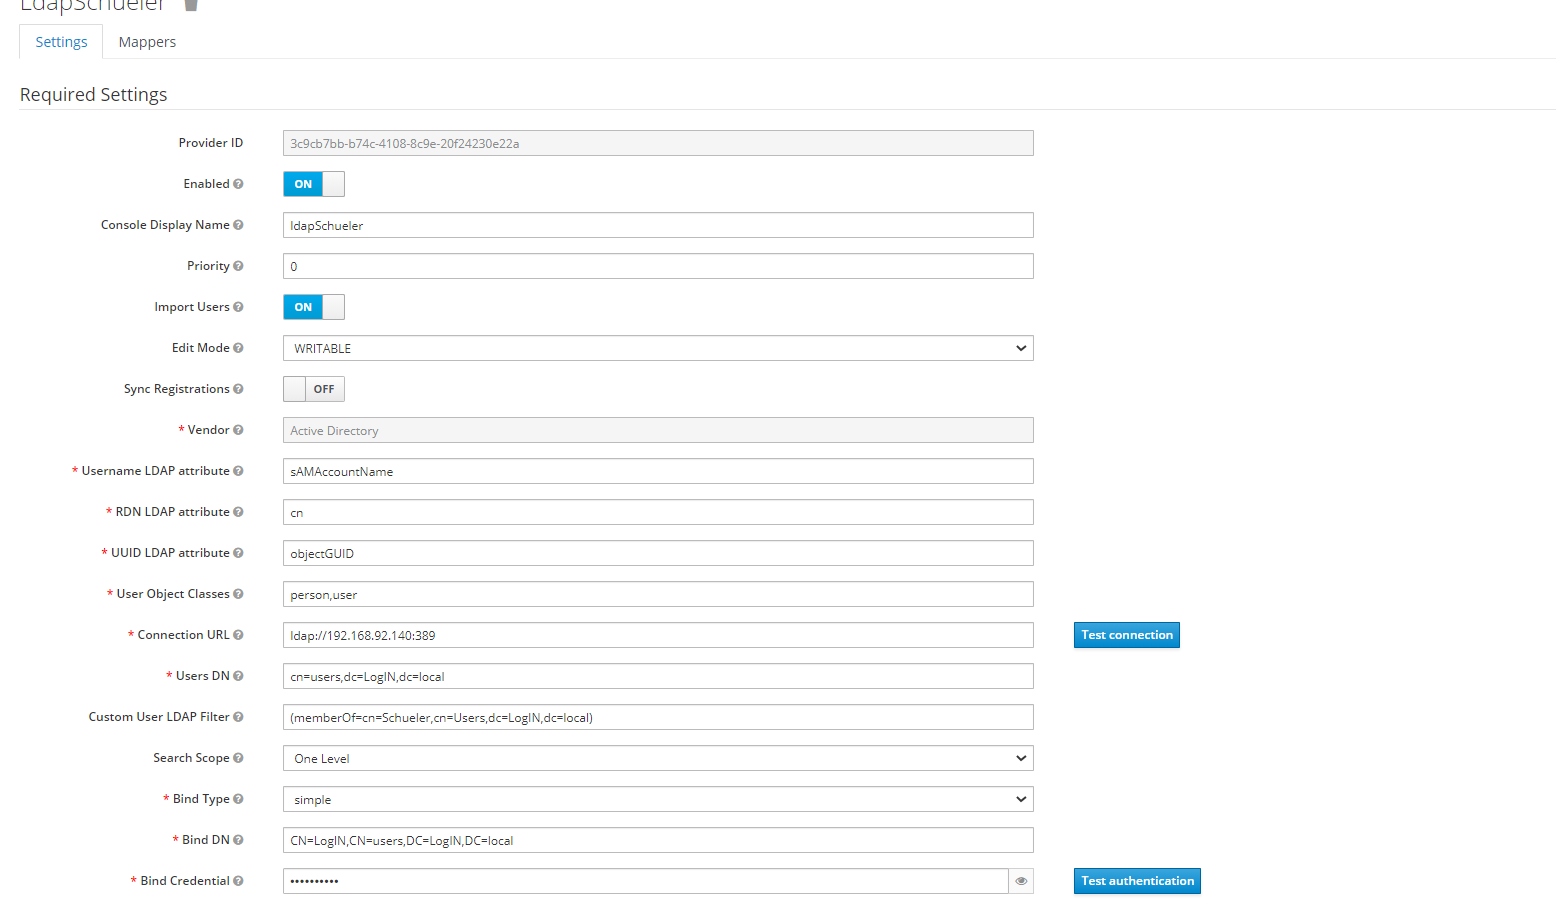 LdapSchueler
Settings Mappers
Required Settings
Provider ID 3c9cb7bb-b74c-4108-8c9e-20f24230e22a
Enabled ON
Console Display Name ldapSchueler
Priority 0
Import Users ON
Edit Mode WRITABLE
Sync Registrations OFF
* Vendor Active Directory
* Username LDAP attribute sAMAccountName
* RDN LDAP attribute cn
* UUID LDAP attribute objectGUID
* User Object Classes person,user
* Connection URL ldap://192.168.92.140:389 Test connection
* Users DN cn=users,dc=LogIN,dc=local
Custom User LDAP Filter (memberOf=cn=Schueler,cn=Users,dc=LogIN,dc=local)
Search Scope One Level
* Bind Type simple
* Bind DN CN=LogIN,CN=users,DC=LogIN,DC=local
* Bind Credential •••••••••• Test authentication